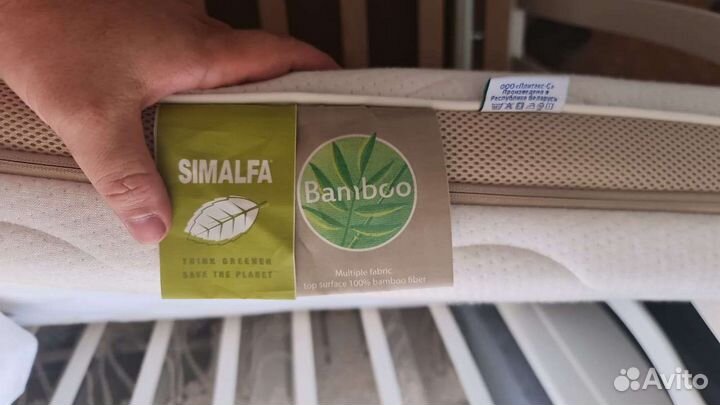 ООО «Плитекс-С»
Произведено в
Республике Беларусь
SIMALFA®
THINK GREENER
SAVE THE PLANET
Bamboo
Multiple fabric
top surface 100% bamboo fiber
Avito